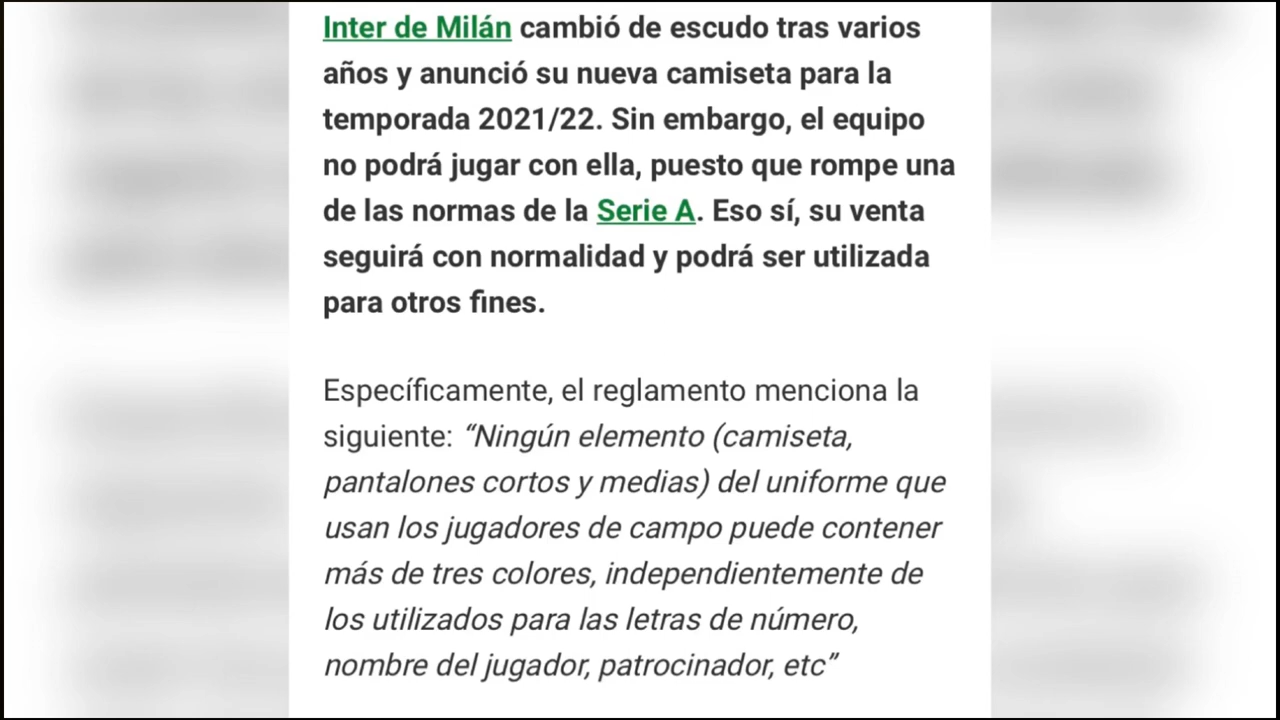 Inter de Milán cambió de escudo tras varios
años y anunció su nueva camiseta para la
temporada 2021/22. Sin embargo, el equipo
no podrá jugar con ella, puesto que rompe una
de las normas de la Serie A. Eso sí, su venta
seguirá con normalidad y podrá ser utilizada
para otros fines.
Específicamente, el reglamento menciona la
siguiente: “Ningún elemento (camiseta,
pantalones cortos y medias) del uniforme que
usan los jugadores de campo puede contener
más de tres colores, independientemente de
los utilizados para las letras de número,
nombre del jugador, patrocinador, etc”